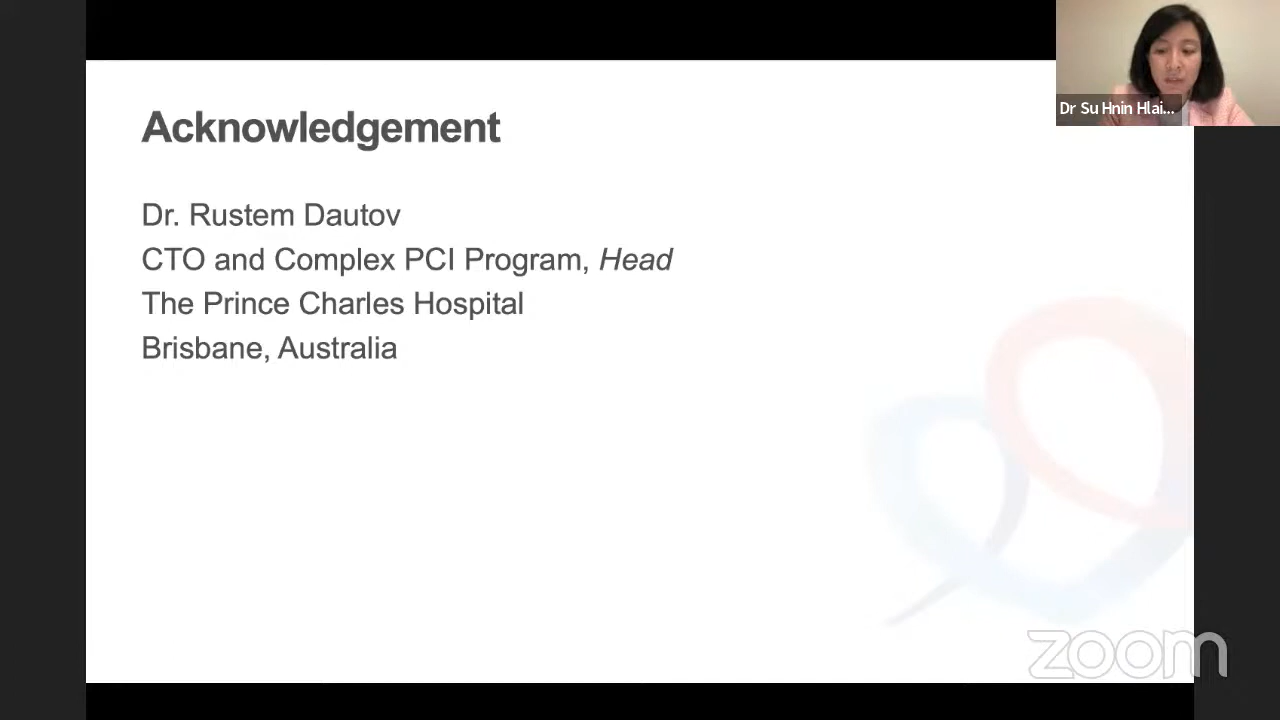 Dr Su Hnin Hlai...
Acknowledgement
Dr. Rustem Dautov
CTO and Complex PCI Program, Head
The Prince Charles Hospital
Brisbane, Australia
zoom